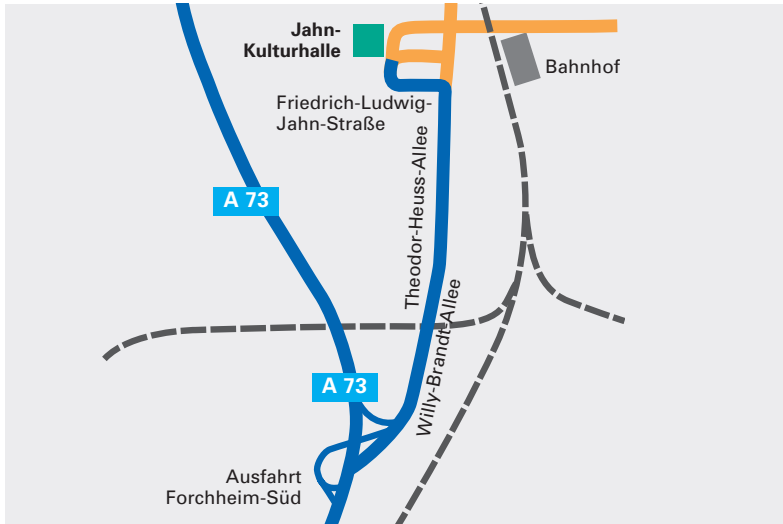 Jahn-
Kulturhalle
Bahnhof
Friedrich-Ludwig-
Jahn-Straße
Theodor-Heuss-Allee
A 73
Willy-Brandt-Allee
A 73
Ausfahrt
Forchheim-Süd